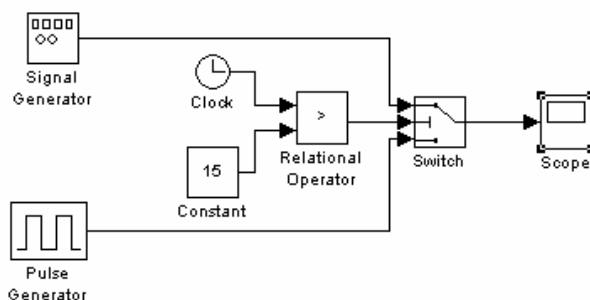 Signal
Generator
Clock
>
Relational
Operator
15
Constant
Switch
Scope
Pulse
Generator